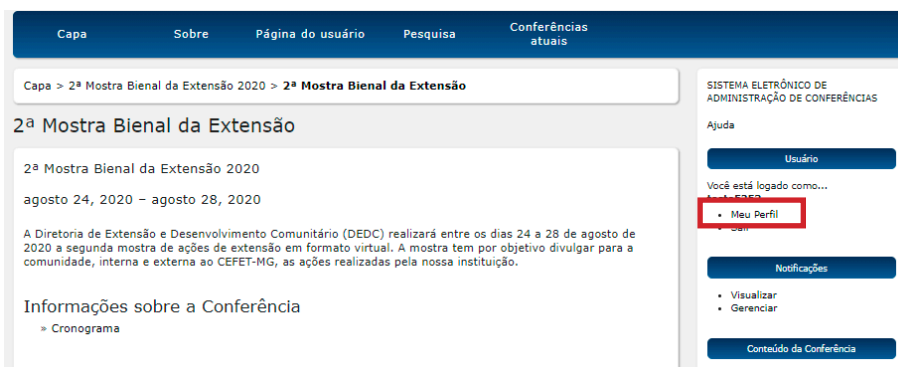 Capa Sobre Página do usuário Pesquisa Conferências atuais
Capa > 2ª Mostra Bienal da Extensão 2020 > 2ª Mostra Bienal da Extensão
2ª Mostra Bienal da Extensão
2ª Mostra Bienal da Extensão 2020
agosto 24, 2020 – agosto 28, 2020
A Diretoria de Extensão e Desenvolvimento Comunitário (DEDC) realizará entre os dias 24 a 28 de agosto de
2020 a segunda mostra de ações de extensão em formato virtual. A mostra tem por objetivo divulgar para a
comunidade, interna e externa ao CEFET-MG, as ações realizadas pela nossa instituição.
Informações sobre a Conferência
» Cronograma
SISTEMA ELETRÔNICO DE
ADMINISTRAÇÃO DE CONFERÊNCIAS
Ajuda
Usuário
Você está logado como...
• Meu Perfil
Notificações
• Visualizar
• Gerenciar
Conteúdo da Conferência